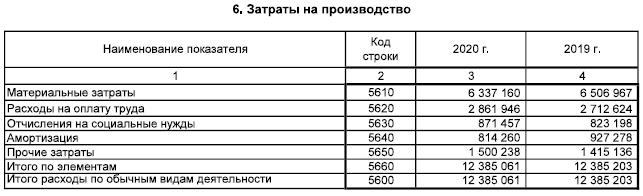 6. Затраты на производство
Наименование показателя Код строки 2020 г. 2019 г.
1 2 3 4
Материальные затраты 5610 6 337 160 6 506 967
Расходы на оплату труда 5620 2 861 946 2 712 624
Отчисления на социальные нужды 5630 871 457 823 198
Амортизация 5640 814 260 927 278
Прочие затраты 5650 1 500 238 1 415 136
Итого по элементам 5660 12 385 061 12 385 203
Итого расходы по обычным видам деятельности 5600 12 385 061 12 385 203